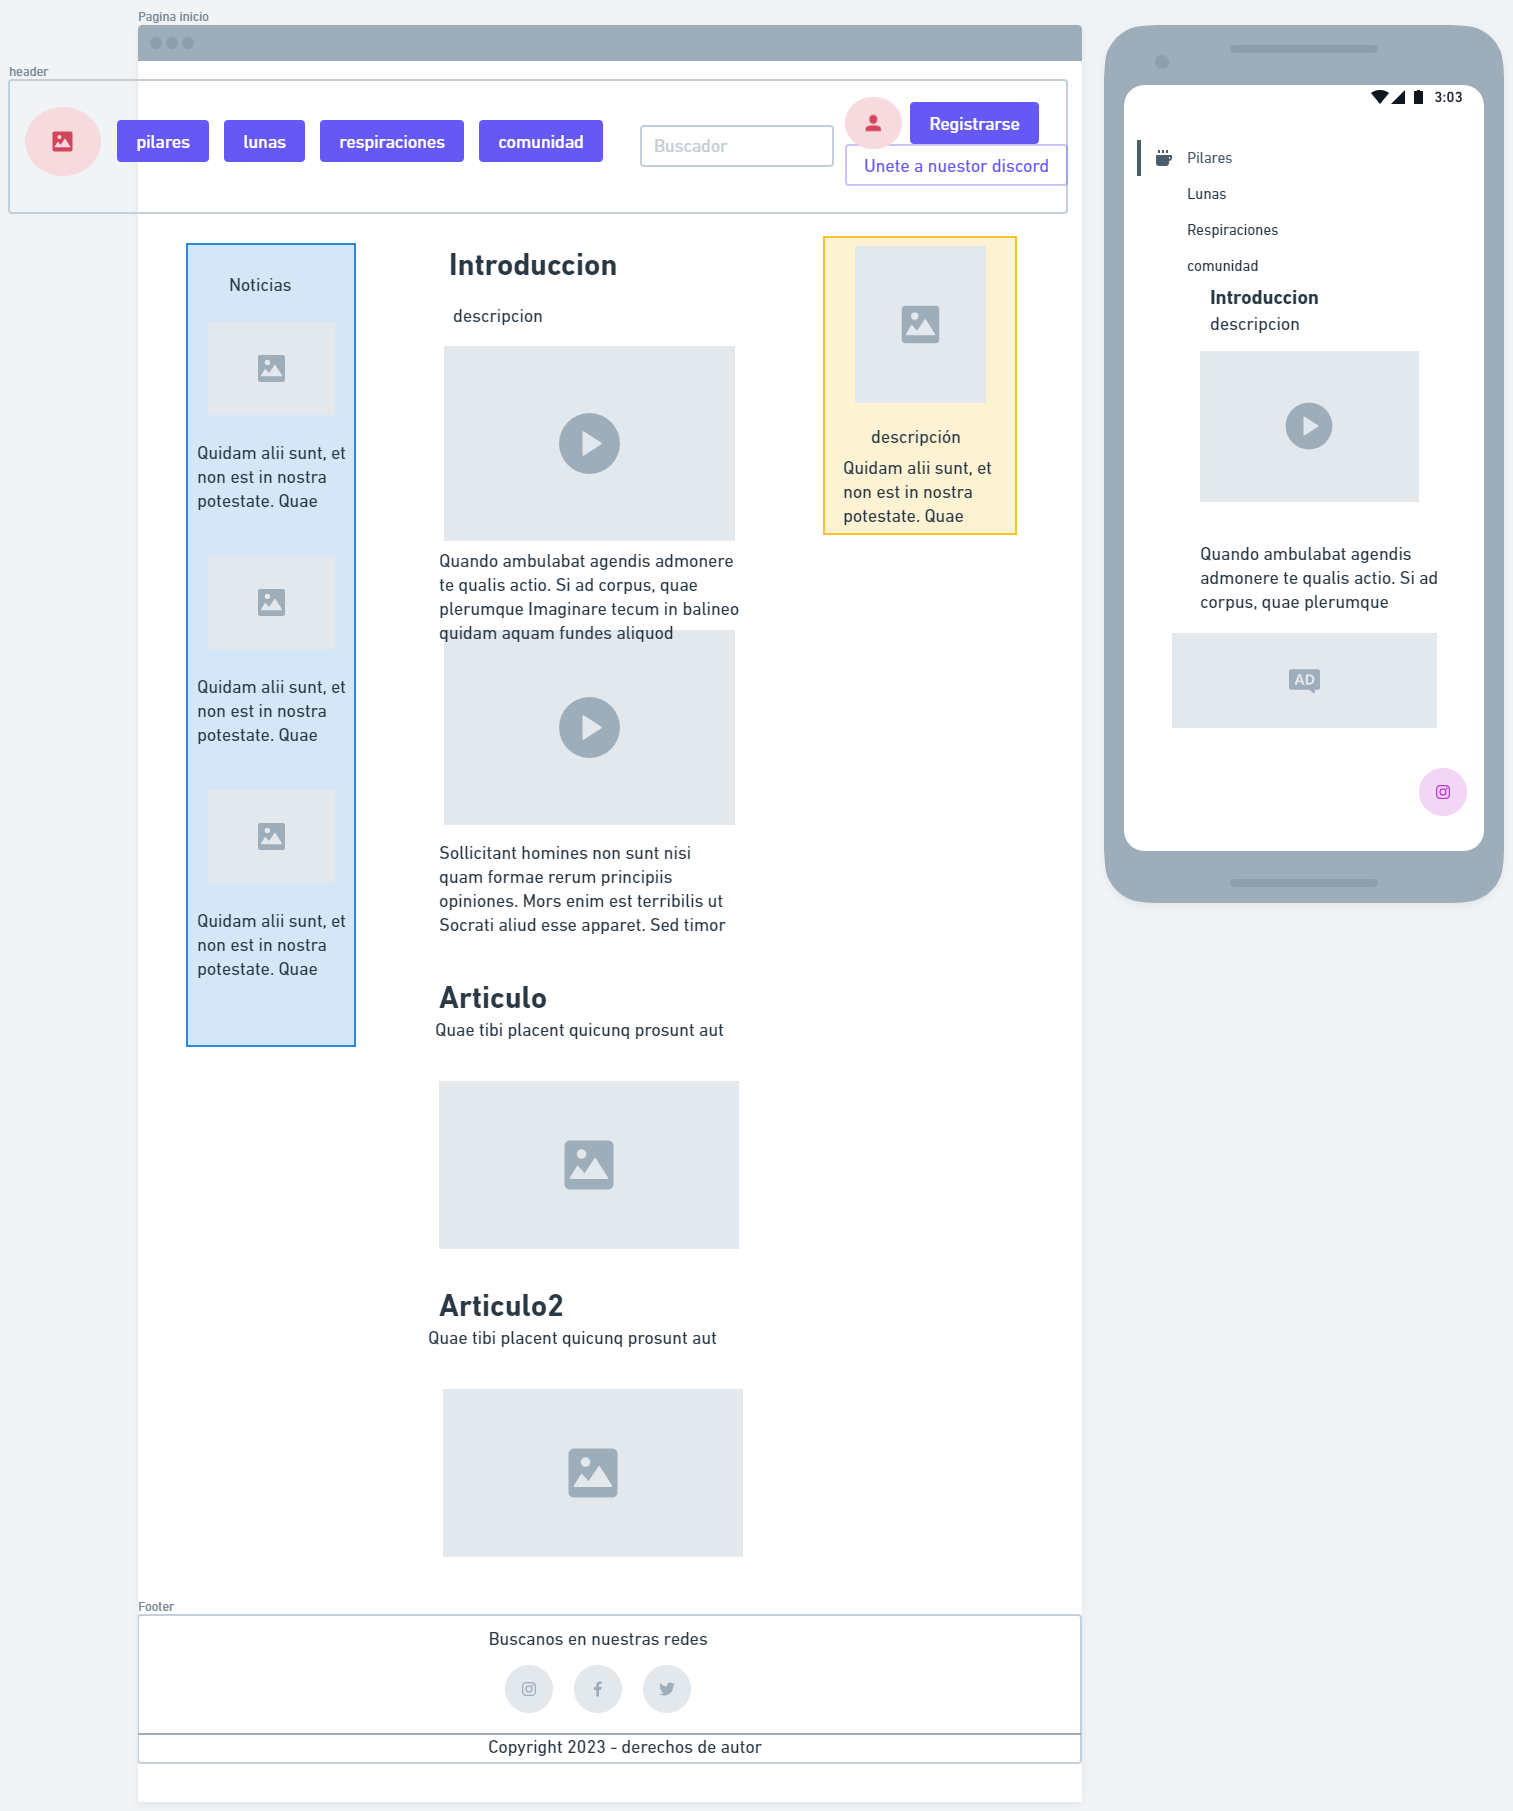 Pagina inicio
header
pilares
lunas
respiraciones
comunidad
Buscador
Registrarse
Unete a nuestor discord
Noticias
Quidam alii sunt, et
non est in nostra
potestate. Quae
Quidam alii sunt, et
non est in nostra
potestate. Quae
Quidam alii sunt, et
non est in nostra
potestate. Quae
Introduccion
descripcion
Quando ambulabat agendis admonere
te qualis actio. Si ad corpus, quae
plerumque Imaginare tecum in balineo
quidam aquam fundes aliquod
Sollicitant homines non sunt nisi
quam formae rerum principiis
opiniones. Mors enim est terribilis ut
Socrati aliud esse apparet. Sed timor
Articulo
Quae tibi placent quicunq prosunt aut
Articulo2
Quae tibi placent quicunq prosunt aut
descripción
Quidam alii sunt, et
non est in nostra
potestate. Quae
Footer
Buscanos en nuestras redes
Copyright 2023 - derechos de autor
3:03
Pilares
Lunas
Respiraciones
comunidad
Introduccion
descripcion
Quando ambulabat agendis
admonere te qualis actio. Si ad
corpus, quae plerumque
AD